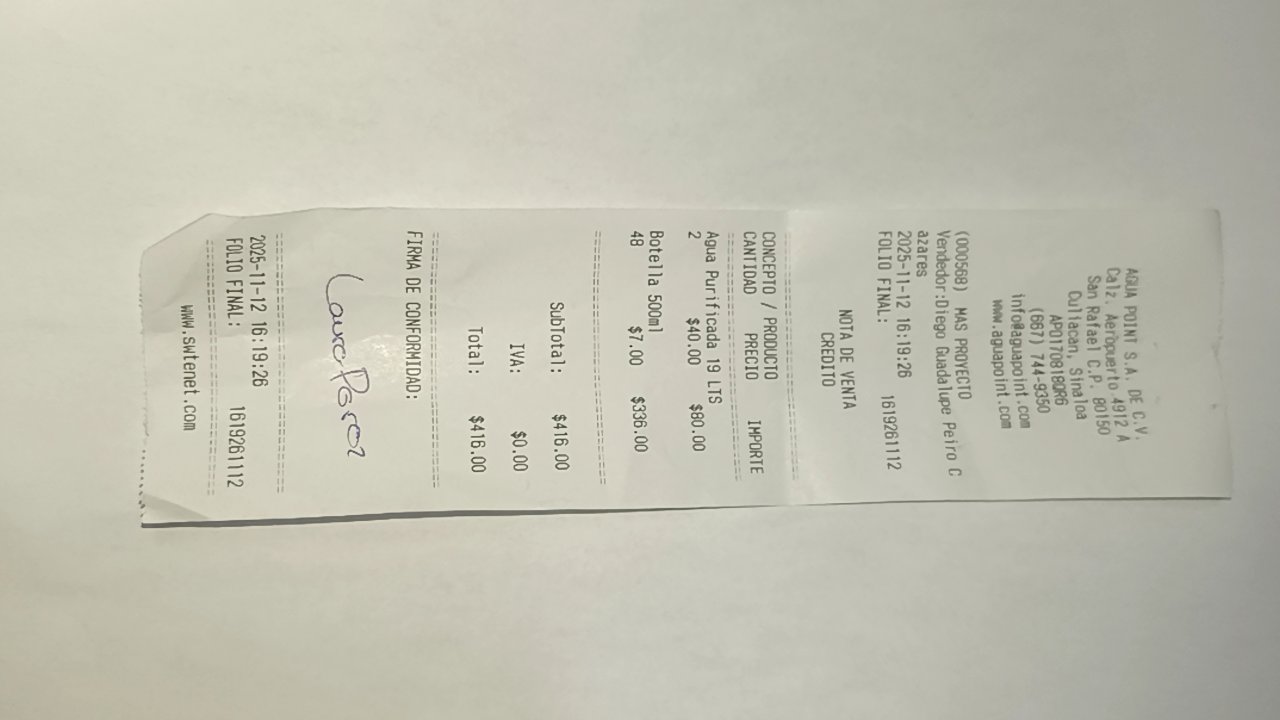 AGUA POINT S.A. DE C.V.
Calz. Aeropuerto 4912 A
San Rafael C.P. 80150
Culiacan, Sinaloa
APO170818QR6
(667) 744-9350
info@aguapoint.com
www.aguapoint.com
(000568) MAS PROYECTO
Vendedor:Diego Guadalupe Peiro C
azares
2025-11-12 16:19:26
FOLIO FINAL: 1619261112
NOTA DE VENTA
CREDITO
CONCEPTO / PRODUCTO
CANTIDAD PRECIO IMPORTE
Agua Purificada 19 LTS
2 $40.00 $80.00
Botella 500ml
48 $7.00 $336.00
SubTotal: $416.00
IVA: $0.00
Total: $416.00
FIRMA DE CONFORMIDAD:
2025-11-12 16:19:26
FOLIO FINAL: 1619261112
www.swtenet.com